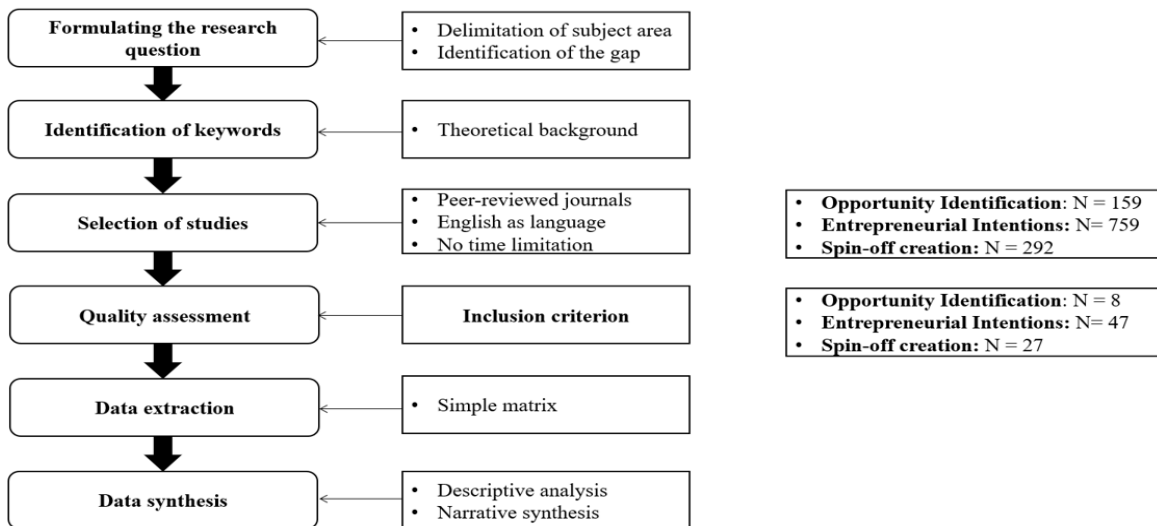 Formulating the research
question
• Delimitation of subject area
• Identification of the gap
Identification of keywords
• Theoretical background
Selection of studies
• Peer-reviewed journals
• English as language
• No time limitation
• Opportunity Identification: N = 159
• Entrepreneurial Intentions: N= 759
• Spin-off creation: N = 292
Quality assessment
Inclusion criterion
• Opportunity Identification: N = 8
• Entrepreneurial Intentions: N= 47
• Spin-off creation: N = 27
Data extraction
• Simple matrix
Data synthesis
• Descriptive analysis
• Narrative synthesis